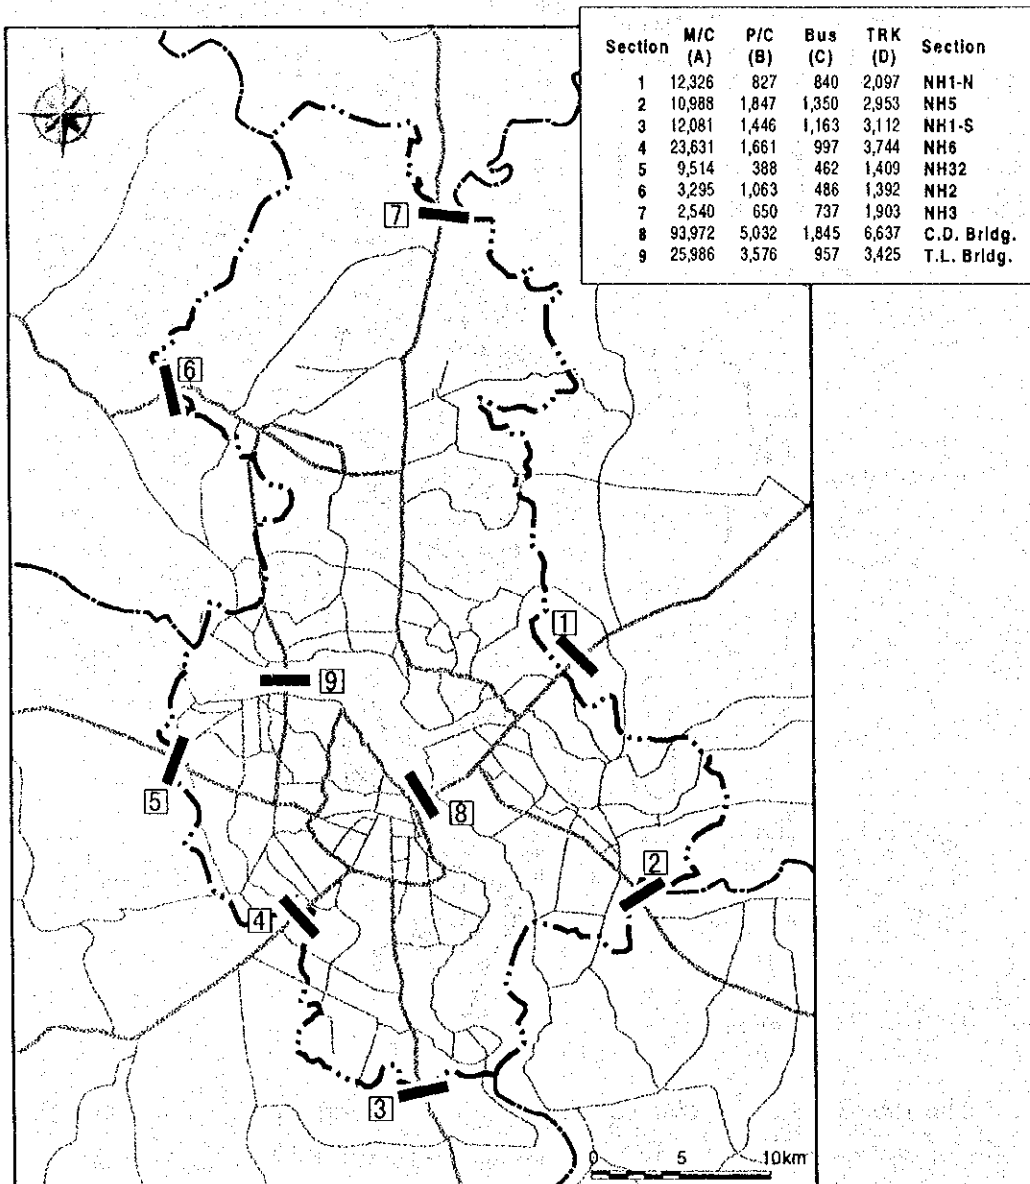 Section M/C P/C Bus TRK Section
(A) (B) (C) (D)
1 12,326 827 840 2,097 NH1-N
2 10,988 1,847 1,350 2,953 NH5
3 12,081 1,446 1,163 3,112 NH1-S
4 23,631 1,661 997 3,744 NH6
5 9,514 388 462 1,409 NH32
6 3,295 1,063 486 1,392 NH2
7 2,540 650 737 1,903 NH3
8 93,972 5,032 1,845 6,637 C.D. Bridg.
9 25,986 3,576 957 3,425 T.L. Bridg.
7
6
1
9
5
8
2
4
3
0 5 10km